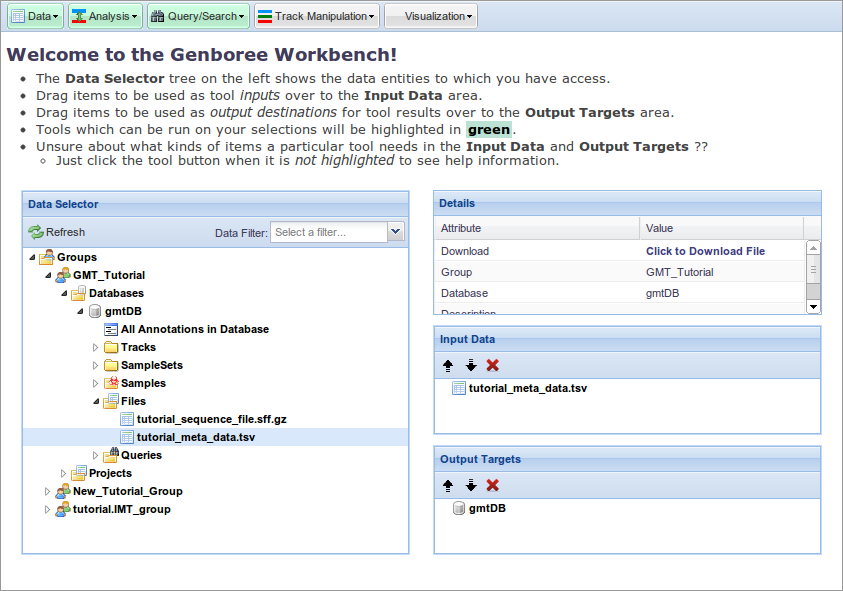 Data Analysis Query/Search Track Manipulation Visualization
Welcome to the Genboree Workbench!
The Data Selector tree on the left shows the data entities to which you have access.
Drag items to be used as tool inputs over to the Input Data area.
Drag items to be used as output destinations for tool results over to the Output Targets area.
Tools which can be run on your selections will be highlighted in green.
Unsure about what kinds of items a particular tool needs in the Input Data and Output Targets ??
Just click the tool button when it is not highlighted to see help information.
Data Selector
Refresh Data Filter: Select a filter...
Groups
GMT_Tutorial
Databases
gmtDB
All Annotations in Database
Tracks
SampleSets
Samples
Files
tutorial_sequence_file.sff.gz
tutorial_meta_data.tsv
Queries
Projects
New_Tutorial_Group
tutorial.IMT_group
Details
Attribute Value
Download Click to Download File
Group GMT_Tutorial
Database gmtDB
Description
Input Data
tutorial_meta_data.tsv
Output Targets
gmtDB